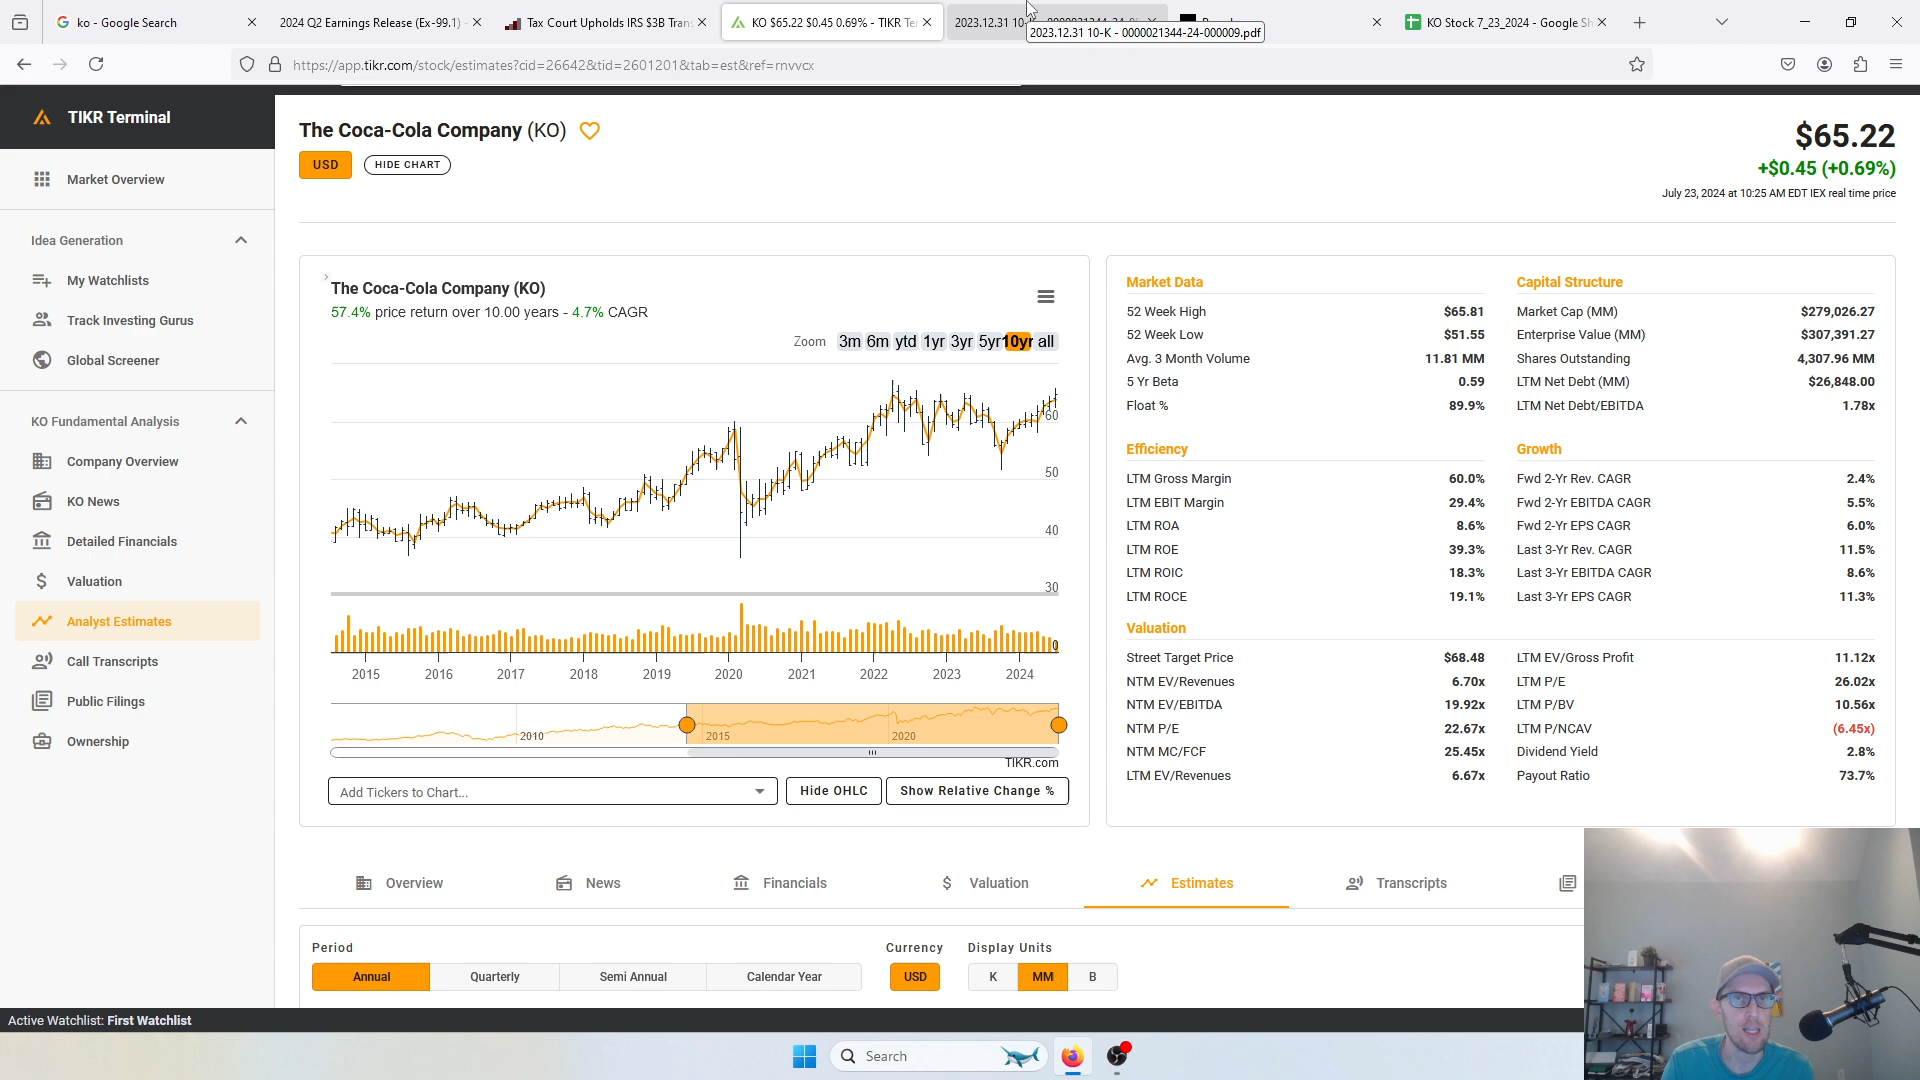 ko - Google Search
2024 Q2 Earnings Release (Ex-99.1) -
Tax Court Upholds IRS $3B Tran
KO $65.22 $0.45 0.69% - TIKR Te
2023.12.31 10-K
KO Stock 7_23_2024 - Google Sh
2023.12.31 10-K - 0000021344-24-000009.pdf
https://app.tikr.com/stock/estimates?cid=26642&tid=2601201&tab=est&ref=rnvvcx
TIKR Terminal
Market Overview
Idea Generation
My Watchlists
Track Investing Gurus
Global Screener
KO Fundamental Analysis
Company Overview
KO News
Detailed Financials
Valuation
Analyst Estimates
Call Transcripts
Public Filings
Ownership
The Coca-Cola Company (KO)
USD
HIDE CHART
$65.22
+$0.45 (+0.69%)
July 23, 2024 at 10:25 AM EDT IEX real time price
The Coca-Cola Company (KO)
57.4% price return over 10.00 years - 4.7% CAGR
Zoom 3m 6m ytd 1yr 3yr 5yr 10yr all
60
50
40
30
0
2015 2016 2017 2018 2019 2020 2021 2022 2023 2024
2010 2015 2020
TIKR.com
Add Tickers to Chart...
Hide OHLC
Show Relative Change %
Market Data
52 Week High $65.81
52 Week Low $51.55
Avg. 3 Month Volume 11.81 MM
5 Yr Beta 0.59
Float % 89.9%
Efficiency
LTM Gross Margin 60.0%
LTM EBIT Margin 29.4%
LTM ROA 8.6%
LTM ROE 39.3%
LTM ROIC 18.3%
LTM ROCE 19.1%
Valuation
Street Target Price $68.48
NTM EV/Revenues 6.70x
NTM EV/EBITDA 19.92x
NTM P/E 22.67x
NTM MC/FCF 25.45x
LTM EV/Revenues 6.67x
Capital Structure
Market Cap (MM) $279,026.27
Enterprise Value (MM) $307,391.27
Shares Outstanding 4,307.96 MM
LTM Net Debt (MM) $26,848.00
LTM Net Debt/EBITDA 1.78x
Growth
Fwd 2-Yr Rev. CAGR 2.4%
Fwd 2-Yr EBITDA CAGR 5.5%
Fwd 2-Yr EPS CAGR 6.0%
Last 3-Yr Rev. CAGR 11.5%
Last 3-Yr EBITDA CAGR 8.6%
Last 3-Yr EPS CAGR 11.3%
LTM EV/Gross Profit 11.12x
LTM P/E 26.02x
LTM P/BV 10.56x
LTM P/NCAV (6.45x)
Dividend Yield 2.8%
Payout Ratio 73.7%
Overview
News
Financials
Valuation
Estimates
Transcripts
Period
Annual Quarterly Semi Annual Calendar Year
Currency
USD
Display Units
K MM B
Active Watchlist: First Watchlist
Search